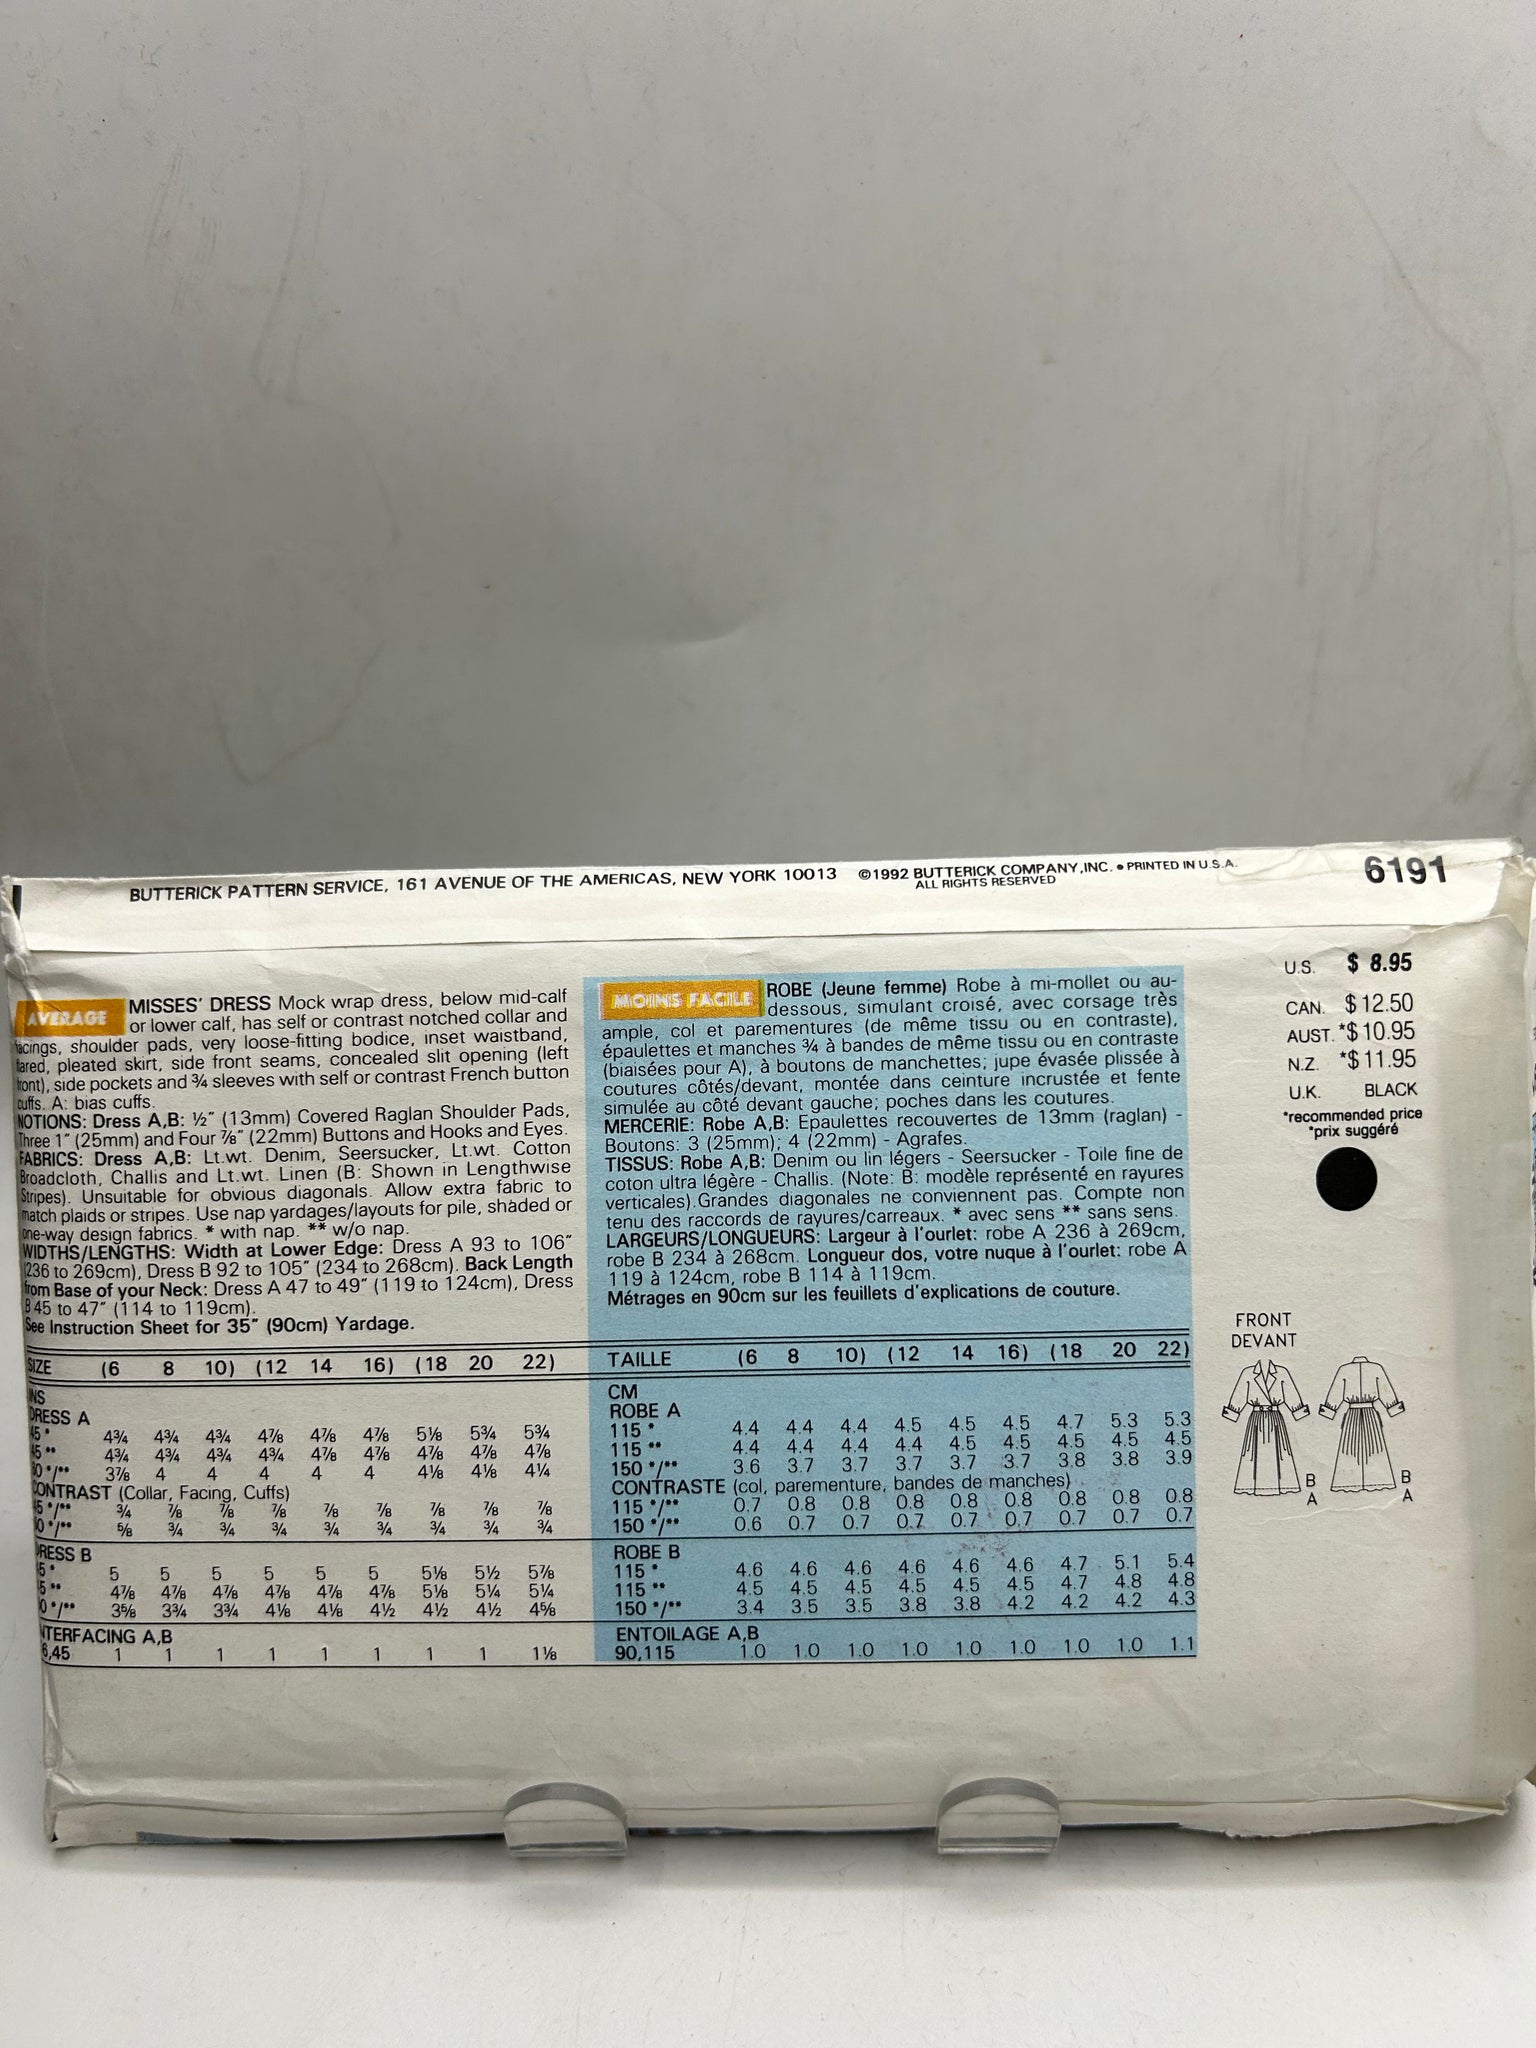 BUTTERICK PATTERN SERVICE, 161 AVENUE OF THE AMERICAS, NEW YORK 10013 ©1992 BUTTERICK COMPANY, INC. • PRINTED IN U.S.A.
ALL RIGHTS RESERVED
6191
AVERAGE
MISSES' DRESS Mock wrap dress, below mid-calf
or lower calf, has self or contrast notched collar and
facings, shoulder pads, very loose-fitting bodice, inset waistband,
flared, pleated skirt, side front seams, concealed slit opening (left
front), side pockets and ¾ sleeves with self or contrast French button
cuffs. A: bias cuffs.
NOTIONS: Dress A,B: ½" (13mm) Covered Raglan Shoulder Pads,
Three 1" (25mm) and Four ⅞" (22mm) Buttons and Hooks and Eyes.
FABRICS: Dress A,B: Lt.wt. Denim, Seersucker, Lt.wt. Cotton
Broadcloth, Challis and Lt.wt. Linen (B: Shown in Lengthwise
Stripes). Unsuitable for obvious diagonals. Allow extra fabric to
match plaids or stripes. Use nap yardages/layouts for pile, shaded or
one-way design fabrics. * with nap. ** w/o nap.
WIDTHS/LENGTHS: Width at Lower Edge: Dress A 93 to 106"
(236 to 269cm), Dress B 92 to 105" (234 to 268cm). Back Length
from Base of your Neck: Dress A 47 to 49" (119 to 124cm), Dress
B 45 to 47" (114 to 119cm).
See Instruction Sheet for 35" (90cm) Yardage.
SIZE (6 8 10) (12 14 16) (18 20 22)
INS
DRESS A
45* 4¾ 4¾ 4¾ 4⅞ 4⅞ 4⅞ 5⅛ 5¾ 5¾
45** 4¾ 4¾ 4¾ 4¾ 4⅞ 4⅞ 4⅞ 4⅞ 4⅞
60*/** 3⅞ 4 4 4 4 4 4⅛ 4⅛ 4¼
CONTRAST (Collar, Facing, Cuffs)
45*/** ¾ ⅞ ⅞ ⅞ ⅞ ⅞ ⅞ ⅞ ⅞
60*/** ⅝ ¾ ¾ ¾ ¾ ¾ ¾ ¾ ¾
DRESS B
45* 5 5 5 5 5 5 5⅛ 5½ 5⅞
45** 4⅞ 4⅞ 4⅞ 4⅞ 4⅞ 4⅞ 5⅛ 5¼ 5¼
60*/** 3⅝ 3¾ 3¾ 4⅛ 4⅛ 4½ 4½ 4½ 4⅝
INTERFACING A,B
36,45 1 1 1 1 1 1 1 1 1⅛
MOINS FACILE
ROBE (Jeune femme) Robe à mi-mollet ou au-
dessous, simulant croisé, avec corsage très
ample, col et parementures (de même tissu ou en contraste),
épaulettes et manches ¾ à bandes de même tissu ou en contraste
(biaisées pour A), à boutons de manchettes; jupe évasée plissée à
coutures côtés/devant, montée dans ceinture incrustée et fente
simulée au côté devant gauche; poches dans les coutures.
MERCERIE: Robe A,B: Epaulettes recouvertes de 13mm (raglan) -
Boutons: 3 (25mm); 4 (22mm) - Agrafes.
TISSUS: Robe A,B: Denim ou lin légers - Seersucker - Toile fine de
coton ultra légère - Challis. (Note: B: modèle représenté en rayures
verticales). Grandes diagonales ne conviennent pas. Compte non
tenu des raccords de rayures/carreaux. * avec sens ** sans sens.
LARGEURS/LONGUEURS: Largeur à l'ourlet: robe A 236 à 269cm,
robe B 234 à 268cm. Longueur dos, votre nuque à l'ourlet: robe A
119 à 124cm, robe B 114 à 119cm.
Métrages en 90cm sur les feuillets d'explications de couture.
TAILLE (6 8 10) (12 14 16) (18 20 22)
CM
ROBE A
115* 4.4 4.4 4.4 4.5 4.5 4.5 4.7 5.3 5.3
115** 4.4 4.4 4.4 4.4 4.5 4.5 4.5 4.5 4.5
150*/** 3.6 3.7 3.7 3.7 3.7 3.7 3.8 3.8 3.9
CONTRASTE (col, parementure, bandes de manches)
115*/** 0.7 0.8 0.8 0.8 0.8 0.8 0.8 0.8 0.8
150*/** 0.6 0.7 0.7 0.7 0.7 0.7 0.7 0.7 0.7
ROBE B
115* 4.6 4.6 4.6 4.6 4.6 4.6 4.7 5.1 5.4
115** 4.5 4.5 4.5 4.5 4.5 4.5 4.7 4.8 4.8
150*/** 3.4 3.5 3.5 3.8 3.8 4.2 4.2 4.2 4.3
ENTOILAGE A,B
90,115 1.0 1.0 1.0 1.0 1.0 1.0 1.0 1.0 1.1
U.S. $ 8.95
CAN. $ 12.50
AUST. *$ 10.95
N.Z. *$ 11.95
U.K. BLACK
*recommended price
*prix suggéré
FRONT
DEVANT
B
A
B
A